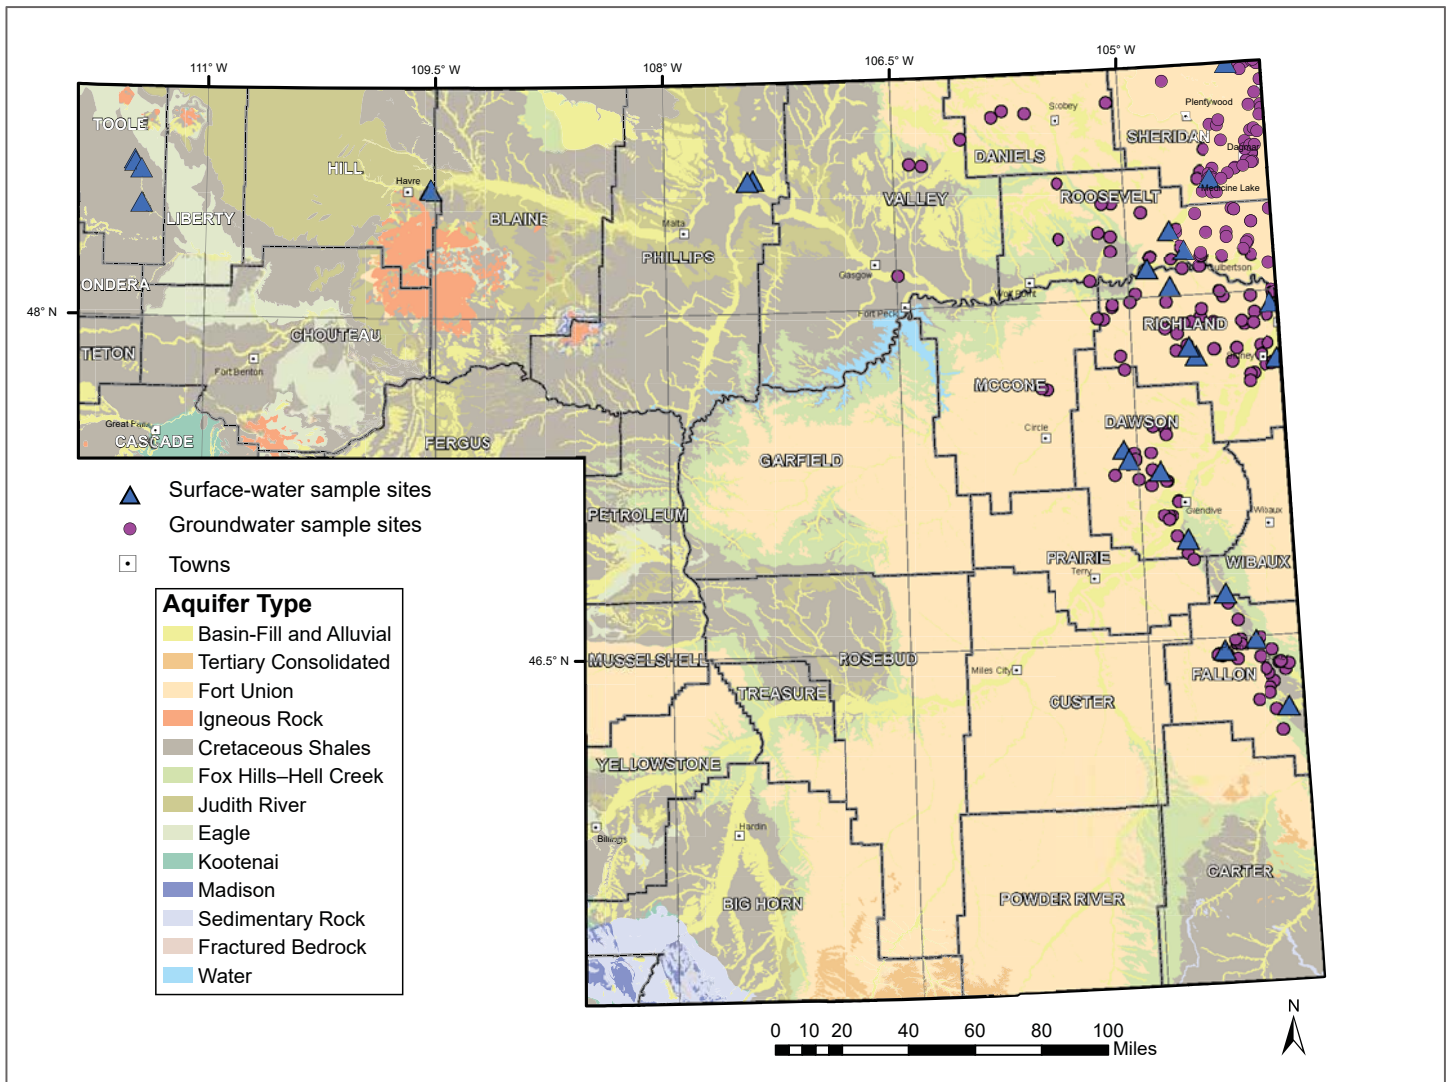 111° W
109.5° W
108° W
106.5° W
105° W
TOOLE
HILL
Havre
LIBERTY
BLAINE
PHILLIPS
Malta
VALLEY
Glasgow
DANIELS
Scobey
SHERIDAN
Plentywood
Dagmar
Medicine Lake
ROOSEVELT
Culbertson
Wolf Point
Fort Peck
ONDERA
48° N
TETON
CHOUTEAU
Fort Benton
Great Falls
CASCADE
FERGUS
RICHLAND
Sidney
MCCONE
Circle
DAWSON
GARFIELD
PETROLEUM
Glendive
Wibaux
WIBAUX
PRAIRIE
Terry
46.5° N
MUSSELSHELL
ROSEBUD
TREASURE
Miles City
CUSTER
FALLON
YELLOWSTONE
Billings
Hardin
BIG HORN
POWDER RIVER
CARTER
Surface-water sample sites
Groundwater sample sites
Towns
Aquifer Type
Basin-Fill and Alluvial
Tertiary Consolidated
Fort Union
Igneous Rock
Cretaceous Shales
Fox Hills–Hell Creek
Judith River
Eagle
Kootenai
Madison
Sedimentary Rock
Fractured Bedrock
Water
0 10 20 40 60 80 100
Miles
N